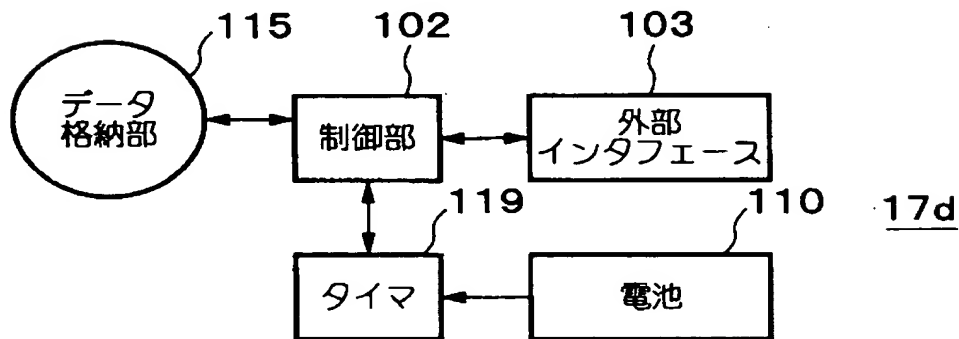 115
102
103
データ
格納部
制御部
外部
インタフェース
119
110
17d
タイマ
電池